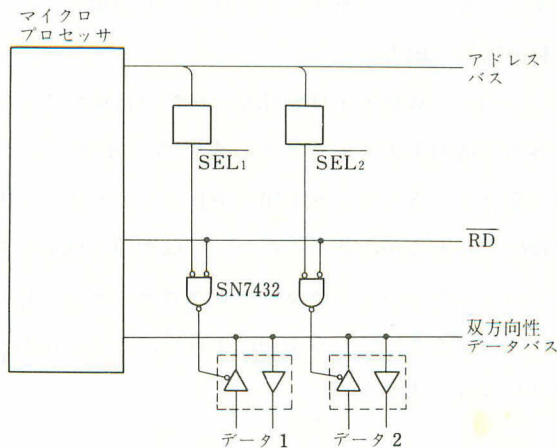 マイクロ
プロセッサ
アドレス
バス
SEL₁
SEL₂
RD
SN7432
双方向性
データバス
データ1
データ2